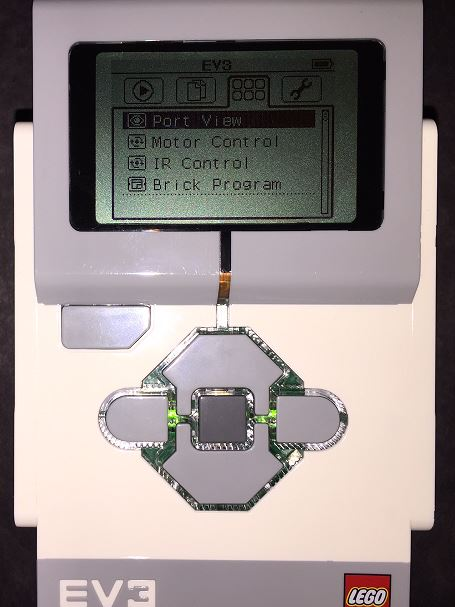 EV3
Port View
Motor Control
IR Control
Brick Program
EV3
LEGO